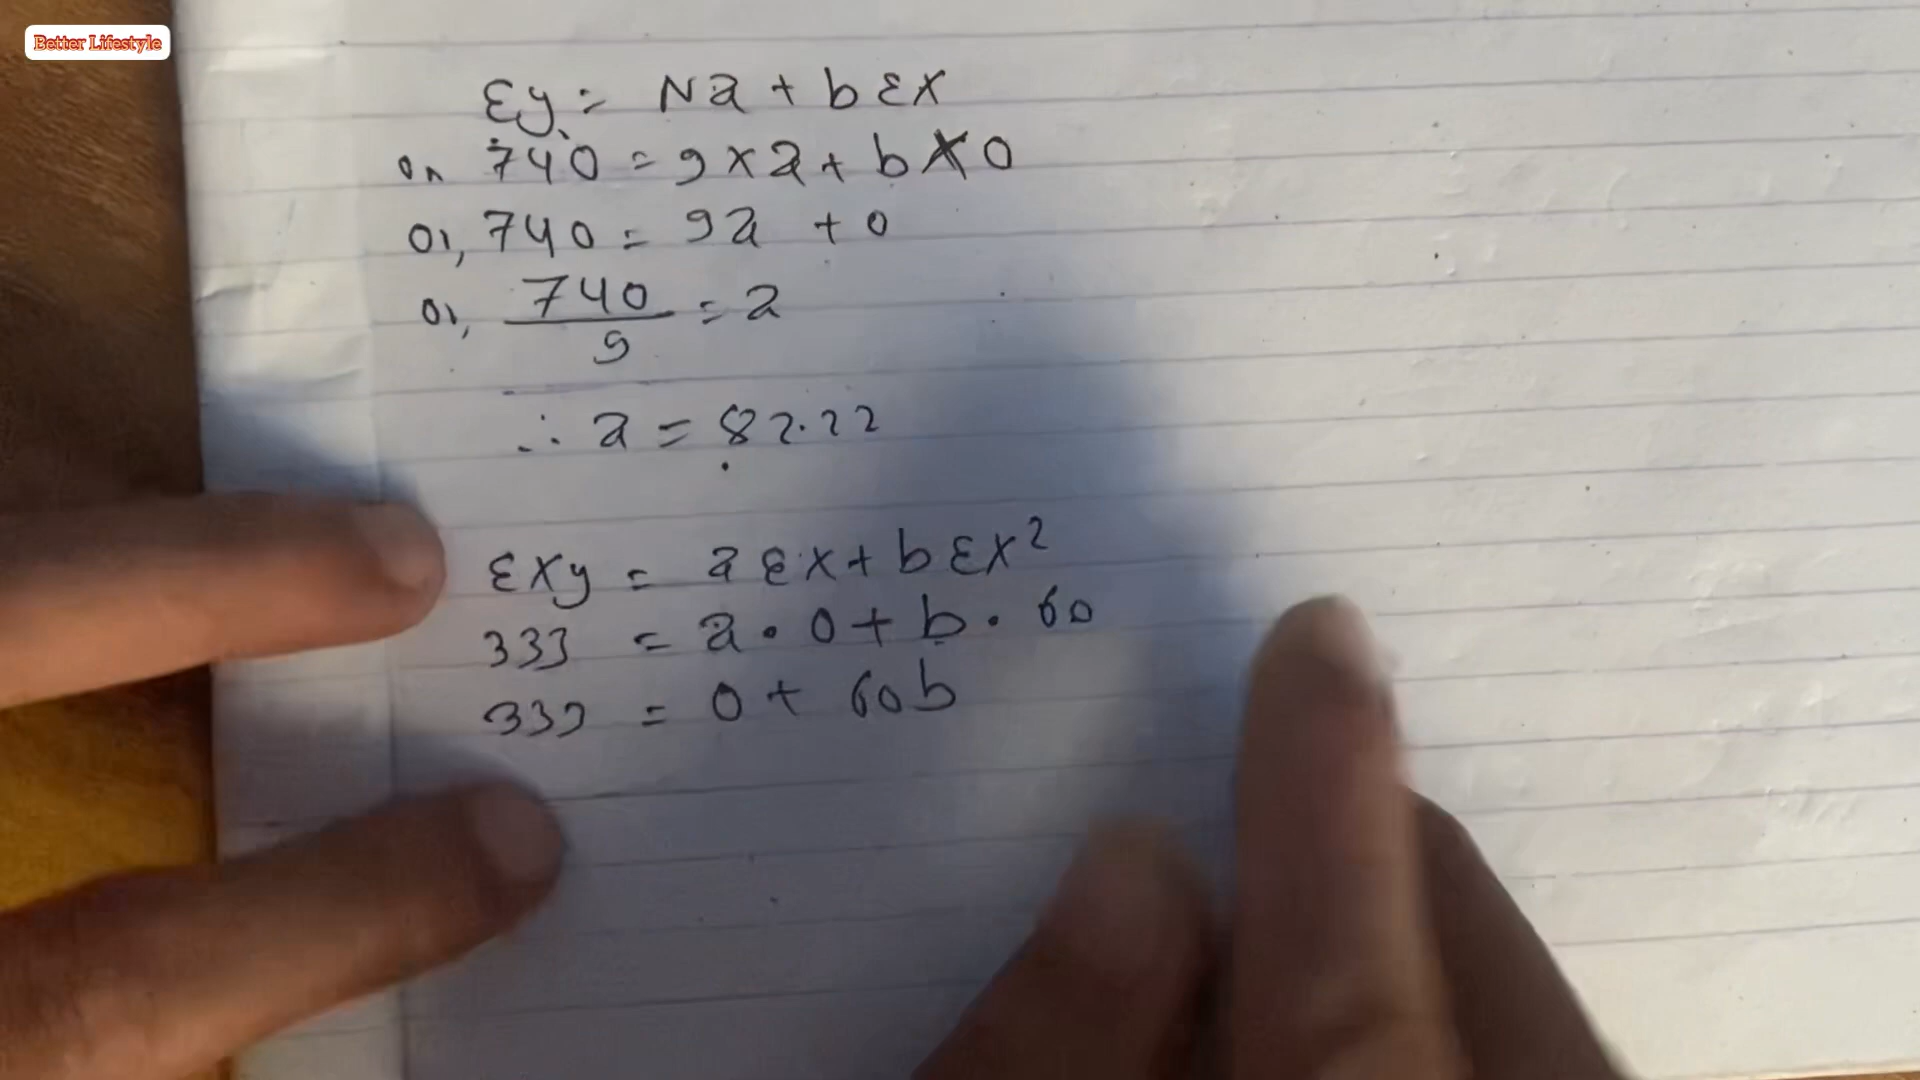 Better Lifestyle
Σy = Na + bΣx
or 740 = 9 × a + b × 0
or, 740 = 9a + 0
or, 740/9 = a
∴ a = 82.22
Σxy = aΣx + bΣx²
333 = a · 0 + b · 60
333 = 0 + 60b